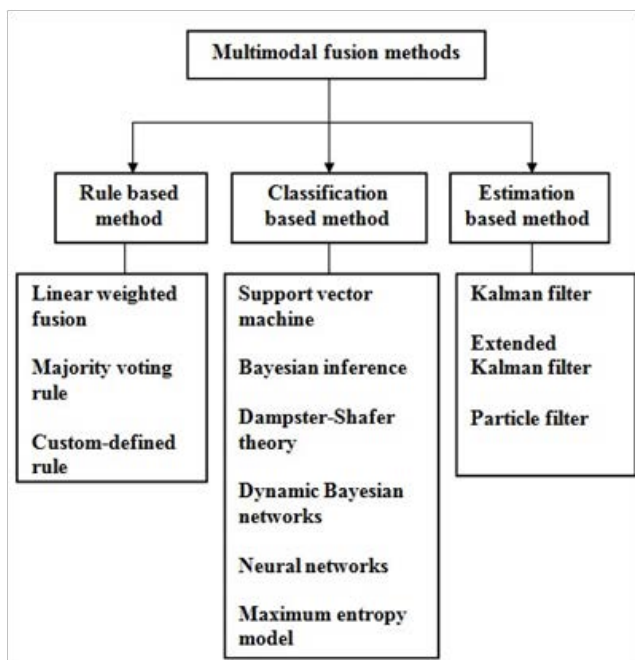 Multimodal fusion methods
Rule based
method
Classification
based method
Estimation
based method
Linear weighted
fusion
Majority voting
rule
Custom-defined
rule
Support vector
machine
Bayesian inference
Dampster-Shafer
theory
Dynamic Bayesian
networks
Neural networks
Maximum entropy
model
Kalman filter
Extended
Kalman filter
Particle filter